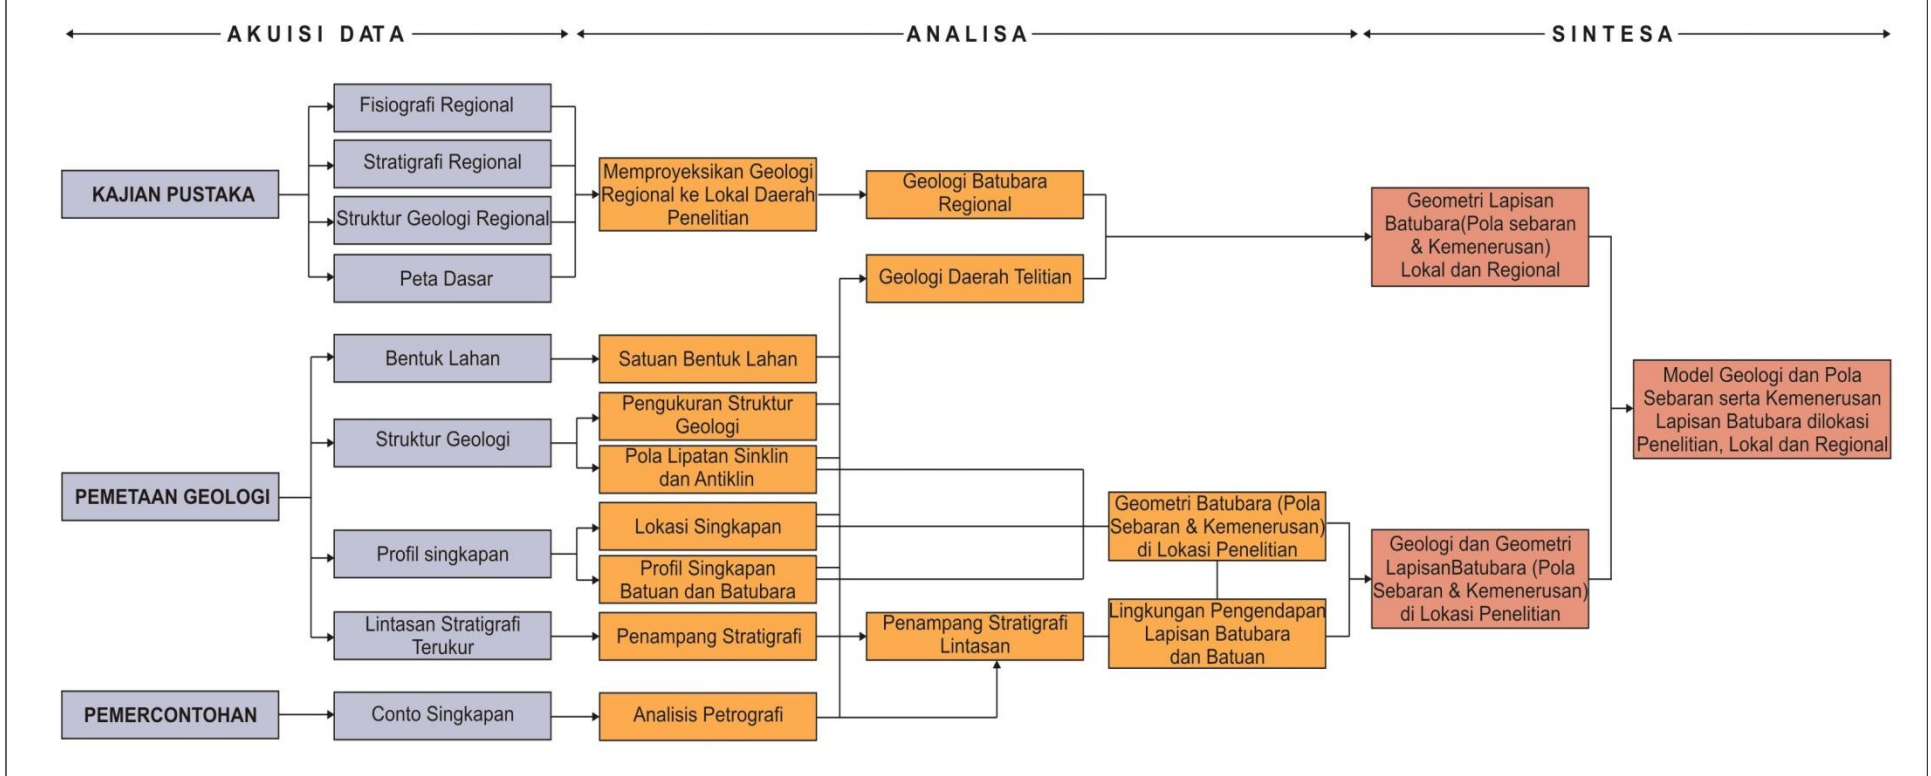 AKUISI DATA
ANALISA
SINTESA
KAJIAN PUSTAKA
Fisiografi Regional
Stratigrafi Regional
Struktur Geologi Regional
Peta Dasar
Memproyeksikan Geologi
Regional ke Lokal Daerah
Penelitian
Geologi Batubara
Regional
Geologi Daerah Telitian
Geometri Lapisan
Batubara(Pola sebaran
& Kemenerusan)
Lokal dan Regional
PEMETAAN GEOLOGI
Bentuk Lahan
Struktur Geologi
Profil singkapan
Lintasan Stratigrafi
Terukur
Satuan Bentuk Lahan
Pengukuran Struktur
Geologi
Pola Lipatan Sinklin
dan Antiklin
Lokasi Singkapan
Profil Singkapan
Batuan dan Batubara
Penampang Stratigrafi
Penampang Stratigrafi
Lintasan
Geometri Batubara (Pola
Sebaran & Kemenerusan)
di Lokasi Penelitian
Lingkungan Pengendapan
Lapisan Batubara
dan Batuan
Geologi dan Geometri
LapisanBatubara (Pola
Sebaran & Kemenerusan)
di Lokasi Penelitian
Model Geologi dan Pola
Sebaran serta Kemenerusan
Lapisan Batubara dilokasi
Penelitian, Lokal dan Regional
PEMERCONTOHAN
Conto Singkapan
Analisis Petrografi